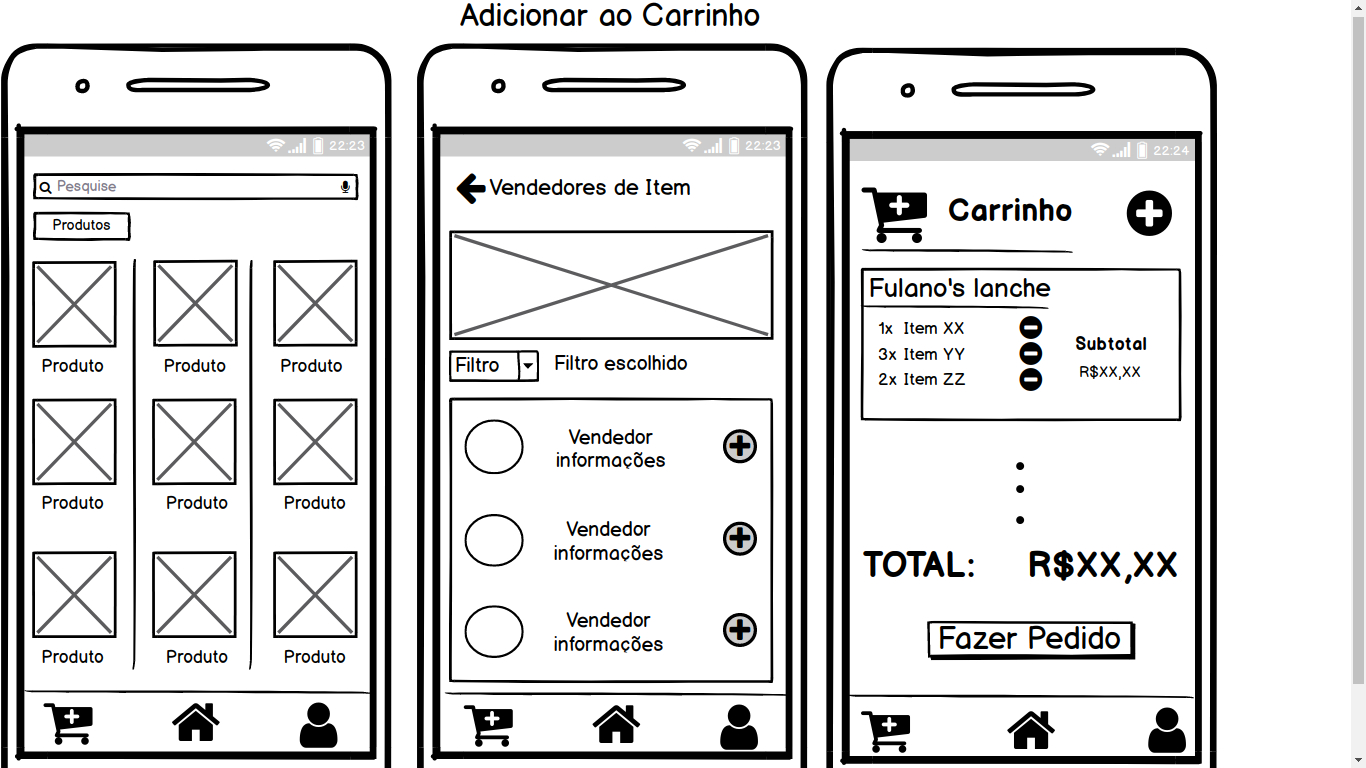 Adicionar ao Carrinho
22:23
Pesquise
Produtos
Produto Produto Produto
Produto Produto Produto
Produto Produto Produto
22:23
Vendedores de Item
Filtro Filtro escolhido
Vendedor
informações
Vendedor
informações
Vendedor
informações
22:24
Carrinho
Fulano's lanche
1x Item XX
3x Item YY
2x Item ZZ
Subtotal
R$XX,XX
TOTAL: R$XX,XX
Fazer Pedido